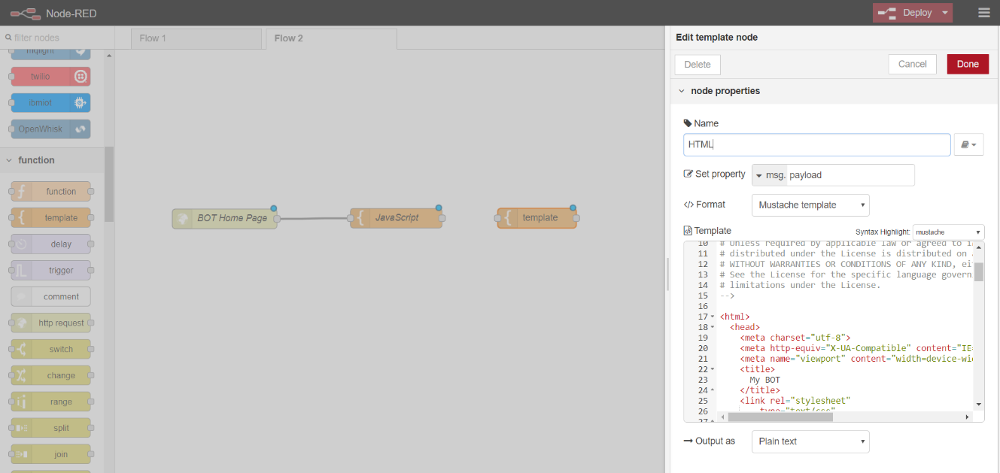 Node-RED
Deploy
filter nodes
Flow 1
Flow 2
mqlight
twilio
ibmiot
OpenWhisk
function
function
template
delay
trigger
comment
http request
switch
change
range
split
join
BOT Home Page
JavaScript
template
Edit template node
Delete
Cancel
Done
node properties
Name
HTML
Set property
msg. payload
</> Format
Mustache template
Template
Syntax Highlight: mustache
10 # Unless required by applicable law or agreed to i
11 # distributed under the License is distributed on
12 # WITHOUT WARRANTIES OR CONDITIONS OF ANY KIND, ei
13 # See the License for the specific language govern
14 # limitations under the License.
15 -->
16
17 <html>
18 <head>
19 <meta charset="utf-8">
20 <meta http-equiv="X-UA-Compatible" content="IE=
21 <meta name="viewport" content="width=device-wi
22 <title>
23 My BOT
24 </title>
25 <link rel="stylesheet"
26 type="text/css"
27
Output as
Plain text